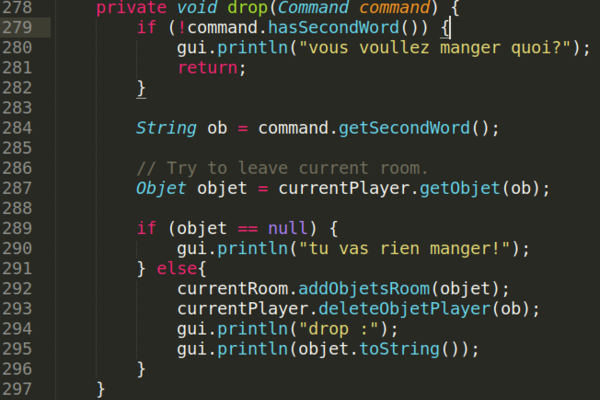 278 private void drop(Command command) {
279 if (!command.hasSecondWord()) {
280 gui.println("vous voullez manger quoi?");
281 return;
282 }
283
284 String ob = command.getSecondWord();
285
286 // Try to leave current room.
287 Objet objet = currentPlayer.getObjet(ob);
288
289 if (objet == null) {
290 gui.println("tu vas rien manger!");
291 } else{
292 currentRoom.addObjetsRoom(objet);
293 currentPlayer.deleteObjetPlayer(ob);
294 gui.println("drop :");
295 gui.println(objet.toString());
296 }
297 }